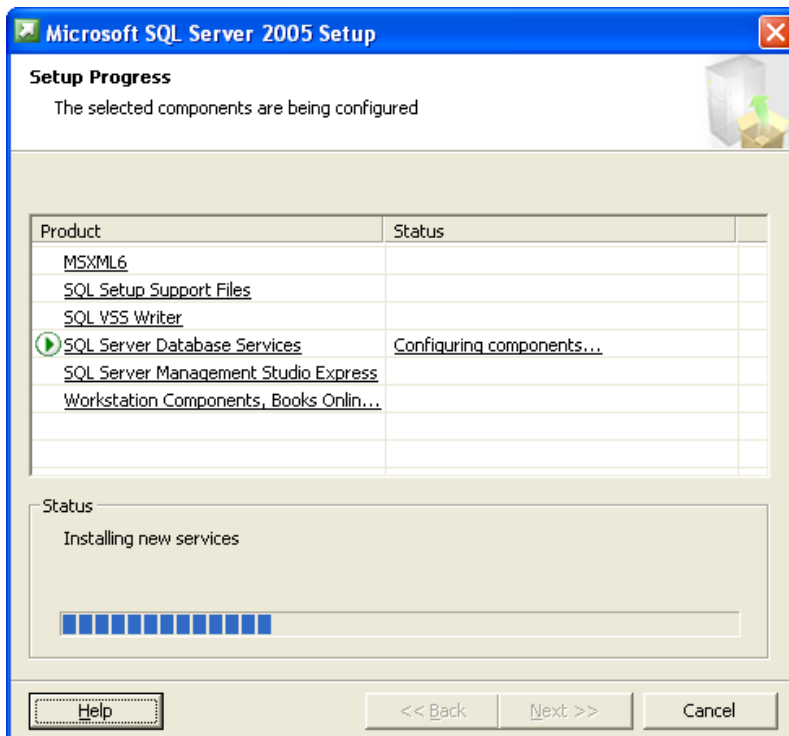 Microsoft SQL Server 2005 Setup
Setup Progress
The selected components are being configured
Product Status
MSXML6
SQL Setup Support Files
SQL VSS Writer
SQL Server Database Services Configuring components...
SQL Server Management Studio Express
Workstation Components, Books Onlin...
Status
Installing new services
Help << Back Next >> Cancel